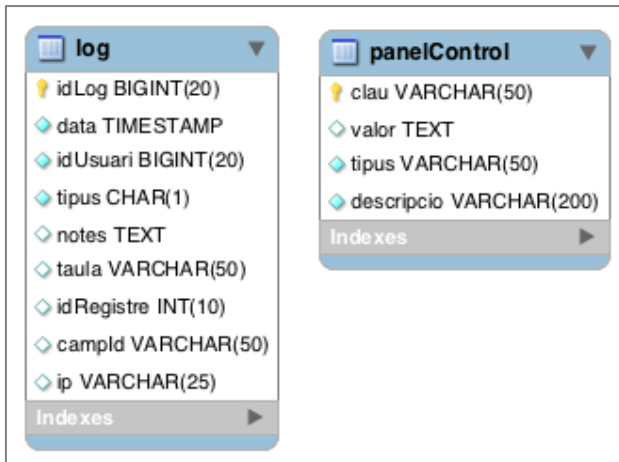 log
idLog BIGINT(20)
data TIMESTAMP
idUsuari BIGINT(20)
tipus CHAR(1)
notes TEXT
taula VARCHAR(50)
idRegistre INT(10)
campId VARCHAR(50)
ip VARCHAR(25)
Indexes
panelControl
clau VARCHAR(50)
valor TEXT
tipus VARCHAR(50)
descripcio VARCHAR(200)
Indexes